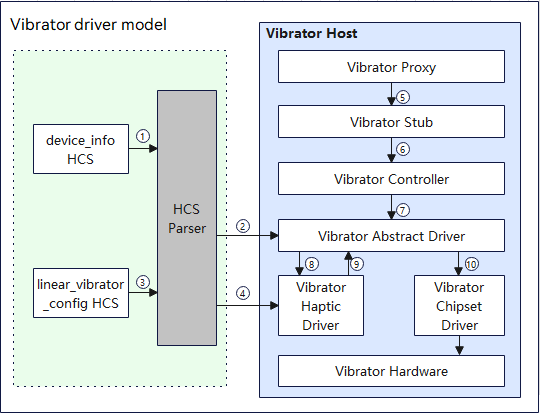 Vibrator driver model
Vibrator Host
Vibrator Proxy
5
Vibrator Stub
device_info
HCS
1
6
Vibrator Controller
HCS
Parser
7
2
Vibrator Abstract Driver
8
9
10
linear_vibrator
_config HCS
3
4
Vibrator
Haptic
Driver
Vibrator
Chipset
Driver
Vibrator Hardware